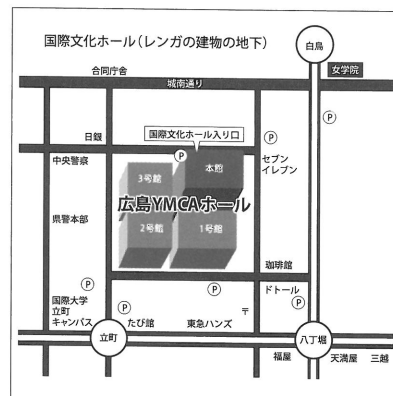 国際文化ホール(レンガの建物の地下)
白鳥
合同庁舎
女学院
城南通り
P
国際文化ホール入り口
P
日銀
P
中央警察
セブン
イレブン
3号館
本館
広島YMCAホール
県警本部
2号館
1号館
珈琲館
P
P
ドトール
国際大学
立町
キャンパス
P
〒
P
たび館
東急ハンズ
立町
八丁堀
福屋
天満屋
三越